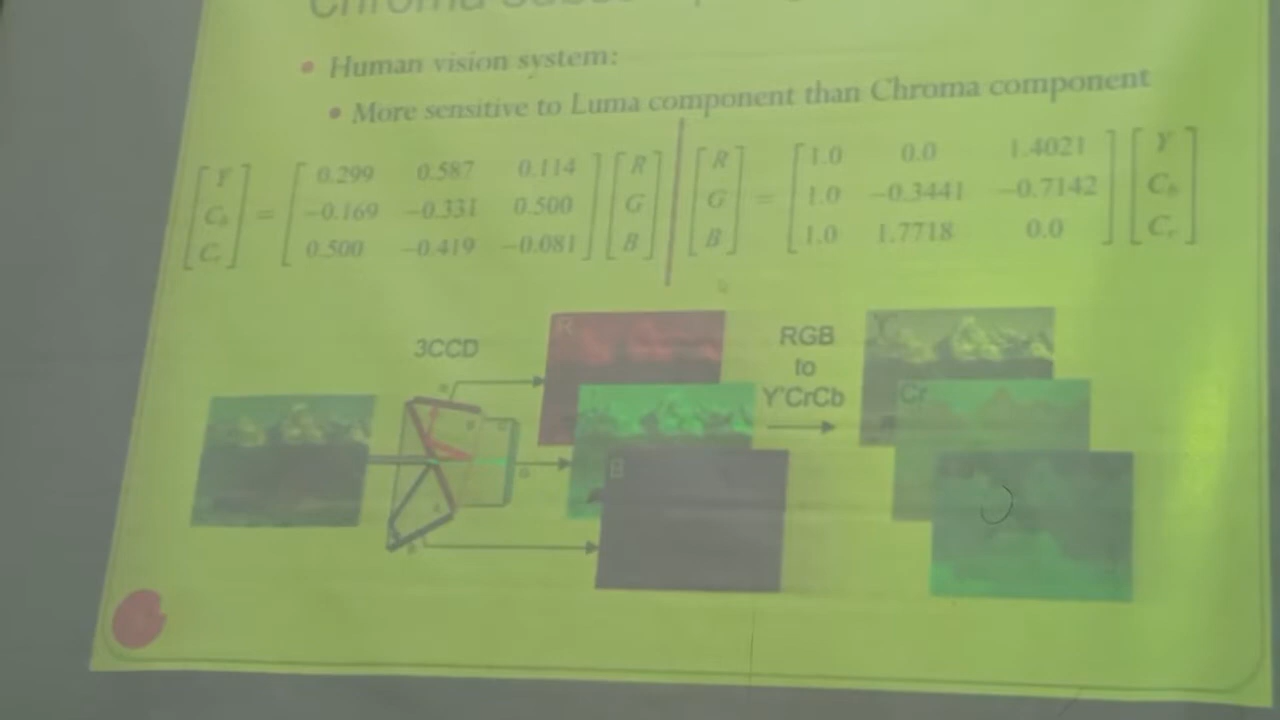 Chroma
• Human vision system:
• More sensitive to Luma component than Chroma component
[Y] = [0.299 0.587 0.114] [R] | [R] = [1.0 0.0 1.4021] [Y]
[Cb] [−0.169 −0.331 0.500] [G] | [G] [1.0 −0.3441 −0.7142] [Cb]
[Cr] [0.500 −0.419 −0.081] [B] | [B] [1.0 1.7718 0.0] [Cr]
3CCD
R
B
RGB
to
Y'CrCb
Y'
Cr